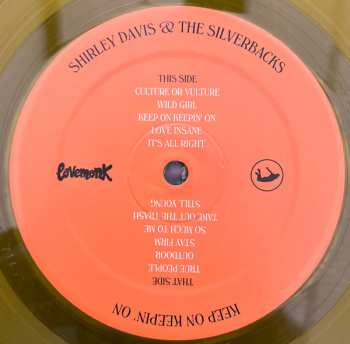 SHIRLEY DAVIS & THE SILVERBACKS
THIS SIDE
CULTURE OR VULTURE
WILD GIRL
KEEP ON KEEPIN' ON
LOVE INSANE
IT'S ALL RIGHT
Lovemonk
THAT SIDE
TRUE PEOPLE
OUTDOOR
STAY FIRM
SO MUCH TO ME
TAKE OUT THE TRASH
STILL YOUNG
KEEP ON KEEPIN' ON